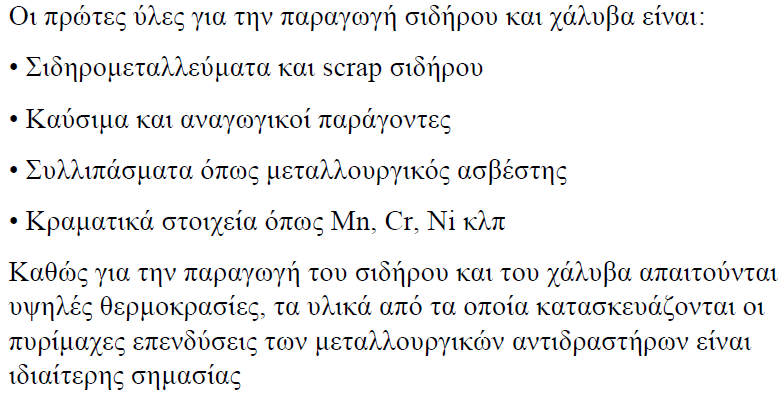 Οι πρώτες ύλες για την παραγωγή σιδήρου και χάλυβα είναι:
• Σιδηρομεταλλεύματα και scrap σιδήρου
• Καύσιμα και αναγωγικοί παράγοντες
• Συλλιπάσματα όπως μεταλλουργικός ασβέστης
• Κραματικά στοιχεία όπως Mn, Cr, Ni κλπ
Καθώς για την παραγωγή του σιδήρου και του χάλυβα απαιτούνται
υψηλές θερμοκρασίες, τα υλικά από τα οποία κατασκευάζονται οι
πυρίμαχες επενδύσεις των μεταλλουργικών αντιδραστήρων είναι
ιδιαίτερης σημασίας